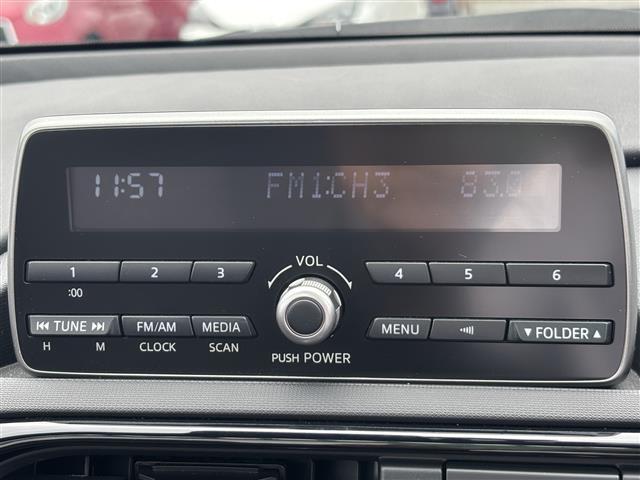 11:57 FM1:CH3 83.0
VOL
1 2 3 4 5 6
:00
TUNE FM/AM MEDIA MENU FOLDER
H M CLOCK SCAN PUSH POWER